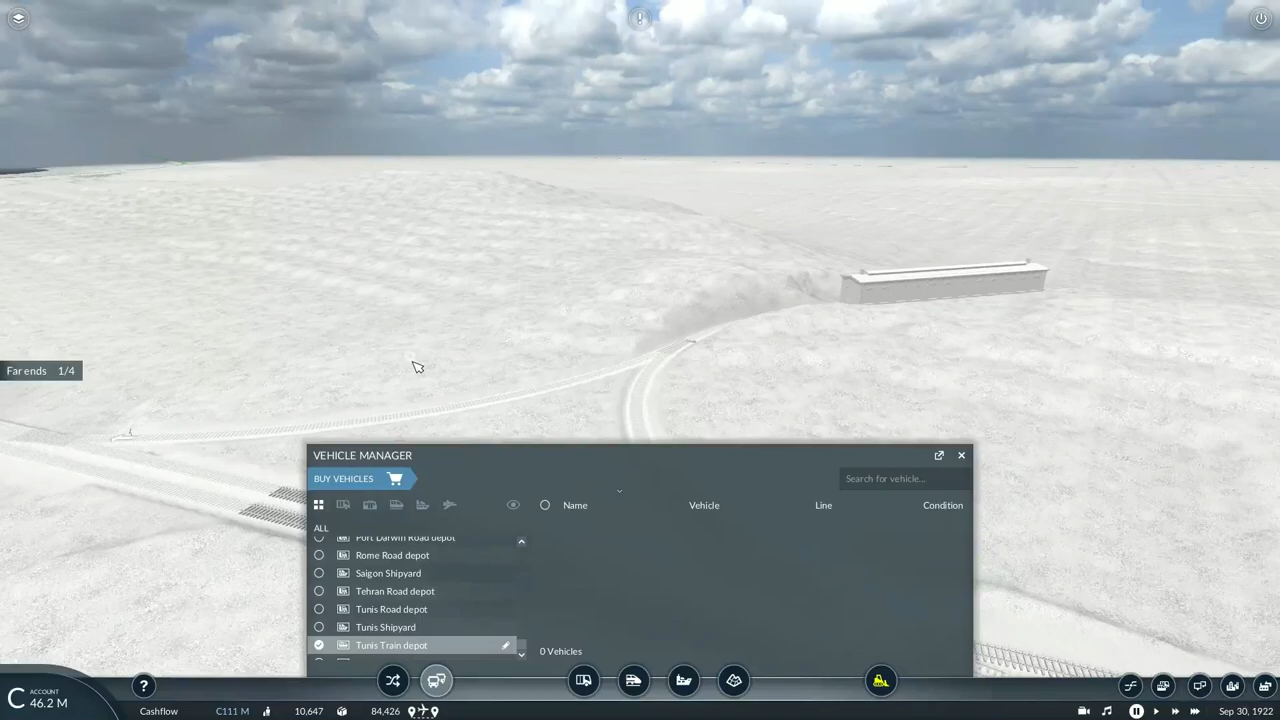 Far ends 1/4
VEHICLE MANAGER
BUY VEHICLES
Search for vehicle...
Name Vehicle Line Condition
ALL
Port Darwin Road depot
Rome Road depot
Saigon Shipyard
Tehran Road depot
Tunis Road depot
Tunis Shipyard
Tunis Train depot
0 Vehicles
?
C ACCOUNT
46.2 M
Cashflow C111 M 10,647 84,426 Sep 30, 1922